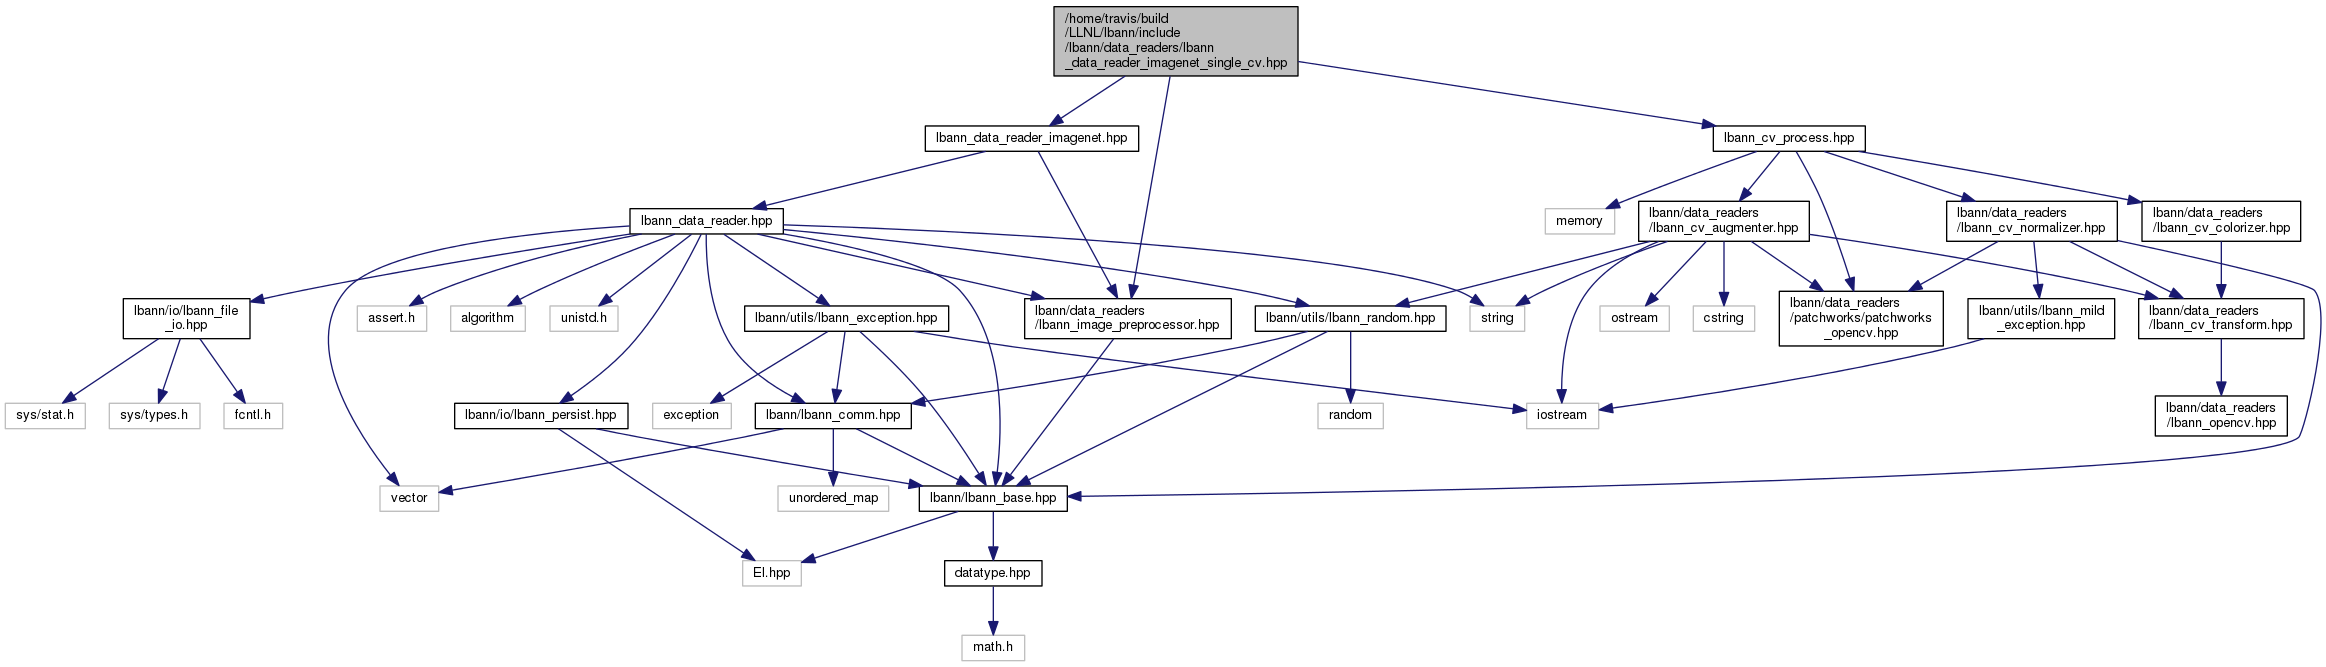 /home/travis/build
/LLNL/lbann/include
/lbann/data_readers/lbann
_data_reader_imagenet_single_cv.hpp
lbann_data_reader_imagenet.hpp
lbann_cv_process.hpp
lbann_data_reader.hpp
memory
lbann/data_readers
/lbann_cv_augmenter.hpp
lbann/data_readers
/lbann_cv_normalizer.hpp
lbann/data_readers
/lbann_cv_colorizer.hpp
lbann/io/lbann_file
_io.hpp
assert.h
algorithm
unistd.h
lbann/utils/lbann_exception.hpp
lbann/data_readers
/lbann_image_preprocessor.hpp
lbann/utils/lbann_random.hpp
string
ostream
cstring
lbann/data_readers
/patchworks/patchworks
_opencv.hpp
lbann/utils/lbann_mild
_exception.hpp
lbann/data_readers
/lbann_cv_transform.hpp
sys/stat.h
sys/types.h
fcntl.h
lbann/io/lbann_persist.hpp
exception
lbann/lbann_comm.hpp
random
iostream
lbann/data_readers
/lbann_opencv.hpp
vector
unordered_map
lbann/lbann_base.hpp
El.hpp
datatype.hpp
math.h